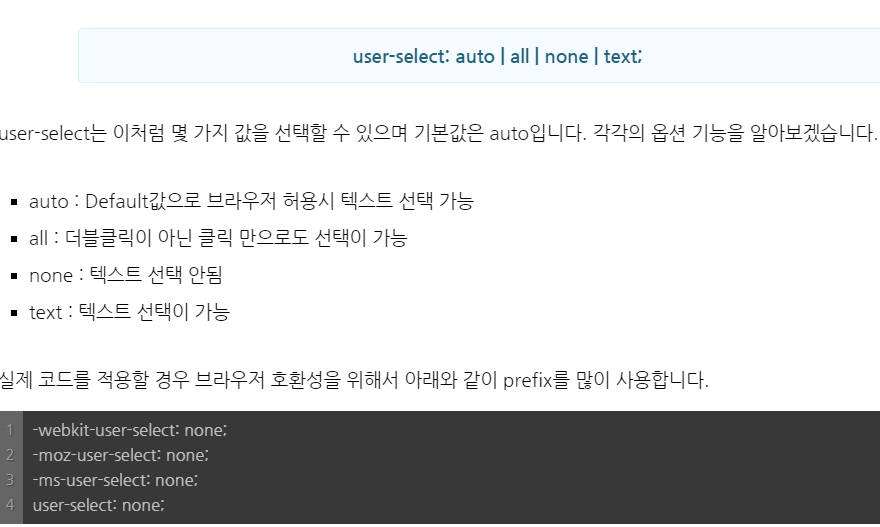 user-select: auto | all | none | text;
user-select는 이처럼 몇 가지 값을 선택할 수 있으며 기본값은 auto입니다. 각각의 옵션 기능을 알아보겠습니다.
▪ auto : Default값으로 브라우저 허용시 텍스트 선택 가능
▪ all : 더블클릭이 아닌 클릭 만으로도 선택이 가능
▪ none : 텍스트 선택 안됨
▪ text : 텍스트 선택이 가능
실제 코드를 적용할 경우 브라우저 호환성을 위해서 아래와 같이 prefix를 많이 사용합니다.
1 -webkit-user-select: none;
2 -moz-user-select: none;
3 -ms-user-select: none;
4 user-select: none;